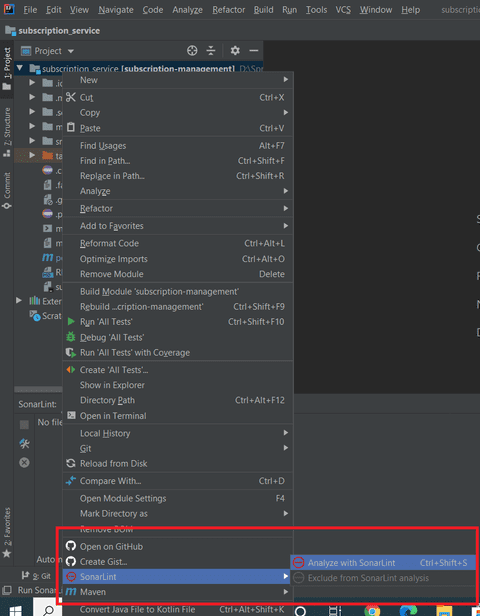 File Edit View Navigate Code Analyze Refactor Build Run Tools VCS Window Help subscription
subscription_service
1: Project
Project
subscription_service [subscription-management] D:\Spr
New
Cut Ctrl+X
Copy
Paste Ctrl+V
Find Usages Alt+F7
Find in Path... Ctrl+Shift+F
Replace in Path... Ctrl+Shift+R
Analyze
Refactor
Add to Favorites
Reformat Code Ctrl+Alt+L
Optimize Imports Ctrl+Alt+O
Remove Module Delete
Build Module 'subscription-management'
Rebuild ...cription-management' Ctrl+Shift+F9
Run 'All Tests' Ctrl+Shift+F10
Debug 'All Tests'
Run 'All Tests' with Coverage
Create 'All Tests'...
Show in Explorer
Directory Path Ctrl+Alt+F12
Open in Terminal
Local History
Git
Reload from Disk
Compare With... Ctrl+D
Open Module Settings F4
Mark Directory as
Remove BOM
Open on GitHub
Create Gist...
SonarLint
Maven
Convert Java File to Kotlin File Ctrl+Alt+Shift+K
Analyze with SonarLint Ctrl+Shift+S
Exclude from SonarLint analysis
7: Structure
Commit
2: Favorites
Exter
Scratc
SonarLint:
No file
Autom
9: Git
Run Sonar